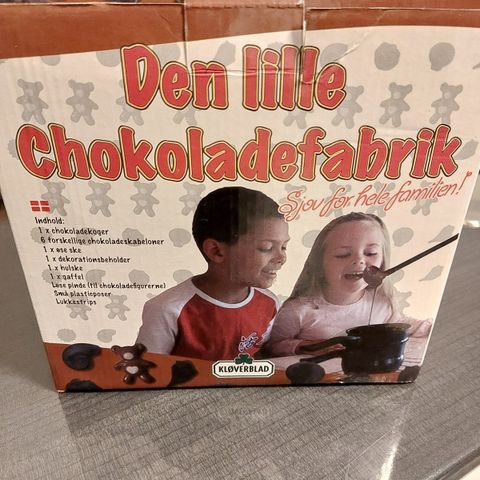 Den lille
Chokoladefabrik
Sjov for hele familien!
Indhold:
1 x chokoladekoger
6 forskellige chokoladeskabeloner
1 x øse ske
1 x dekorationsbeholder
1 x hulske
1 x gaffel
Løse pinde (til chokoladefigurerne)
Små plastposer
Lukkestrips
KLØVERBLAD